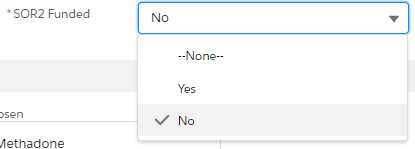 *SOR2 Funded No
--None--
Yes
No
osen
Methadone